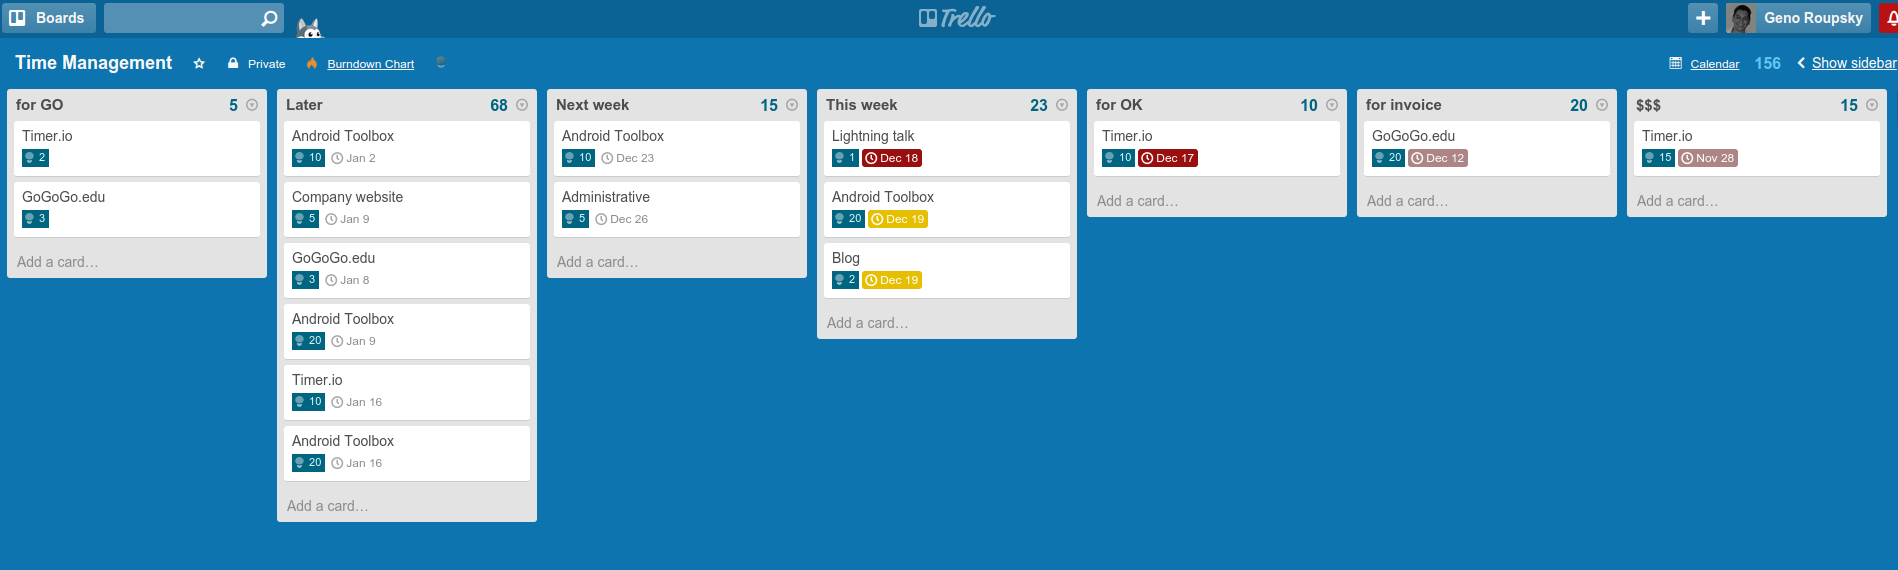 Boards
Trello
Geno Roupsky
Time Management
Private
Burndown Chart
Calendar
156
Show sidebar
for GO 5
Timer.io
2
GoGoGo.edu
3
Add a card…
Later 68
Android Toolbox
10 Jan 2
Company website
5 Jan 9
GoGoGo.edu
3 Jan 8
Android Toolbox
20 Jan 9
Timer.io
10 Jan 16
Android Toolbox
20 Jan 16
Add a card…
Next week 15
Android Toolbox
10 Dec 23
Administrative
5 Dec 26
Add a card…
This week 23
Lightning talk
1 Dec 18
Android Toolbox
20 Dec 19
Blog
2 Dec 19
Add a card…
for OK 10
Timer.io
10 Dec 17
Add a card…
for invoice 20
GoGoGo.edu
20 Dec 12
Add a card…
$$$ 15
Timer.io
15 Nov 28
Add a card…